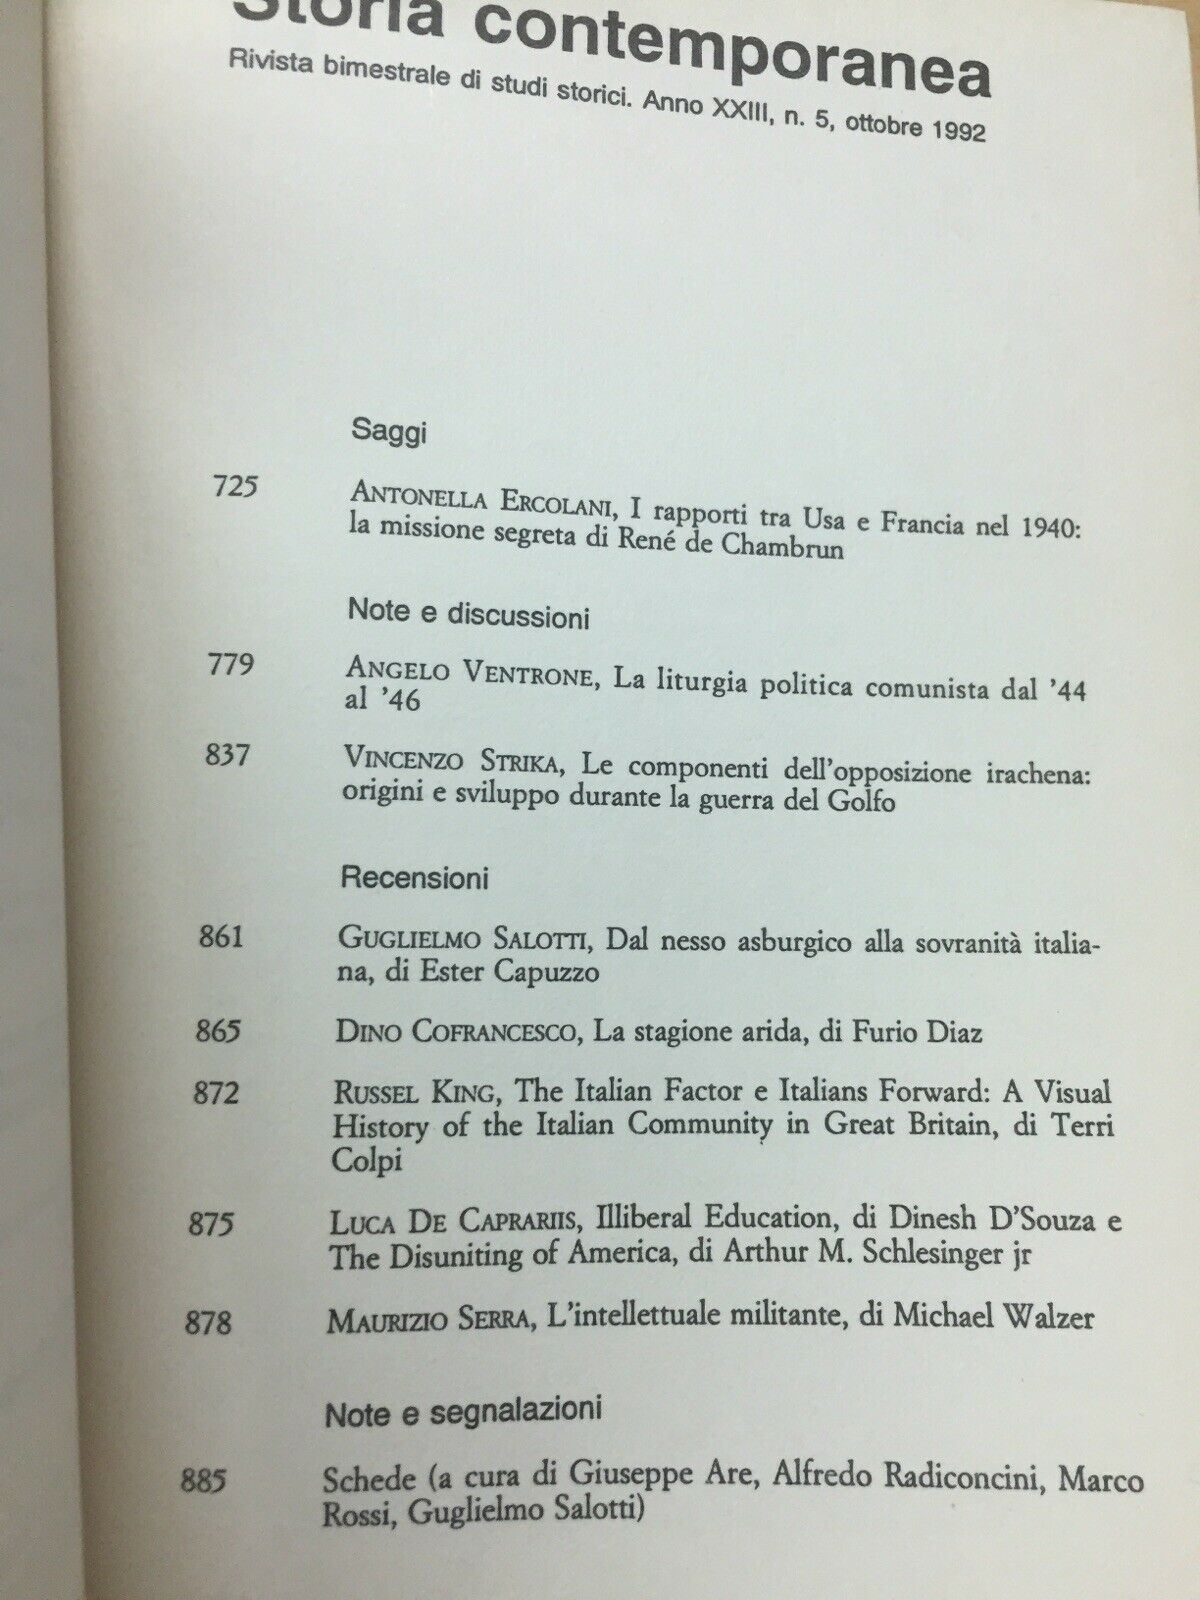 Storia contemporanea
Rivista bimestrale di studi storici. Anno XXIII, n. 5, ottobre 1992
Saggi
725 ANTONELLA ERCOLANI, I rapporti tra Usa e Francia nel 1940:
la missione segreta di René de Chambrun
Note e discussioni
779 ANGELO VENTRONE, La liturgia politica comunista dal '44
al '46
837 VINCENZO STRIKA, Le componenti dell'opposizione irachena:
origini e sviluppo durante la guerra del Golfo
Recensioni
861 GUGLIELMO SALOTTI, Dal nesso asburgico alla sovranità italia-
na, di Ester Capuzzo
865 DINO COFRANCESCO, La stagione arida, di Furio Diaz
872 RUSSEL KING, The Italian Factor e Italians Forward: A Visual
History of the Italian Community in Great Britain, di Terri
Colpi
875 LUCA DE CAPRARIIS, Illiberal Education, di Dinesh D'Souza e
The Disuniting of America, di Arthur M. Schlesinger jr
878 MAURIZIO SERRA, L'intellettuale militante, di Michael Walzer
Note e segnalazioni
885 Schede (a cura di Giuseppe Are, Alfredo Radiconcini, Marco
Rossi, Guglielmo Salotti)